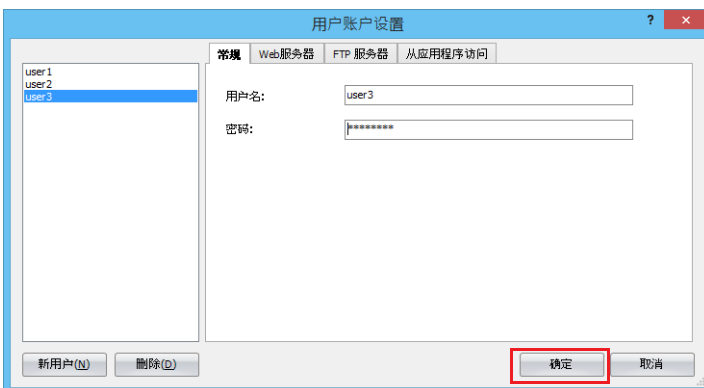 用户账户设置
?
×
常规 Web服务器 FTP 服务器 从应用程序访问
user1
user2
user3
用户名: user3
密码: ********
新用户(N) 删除(D) 确定 取消